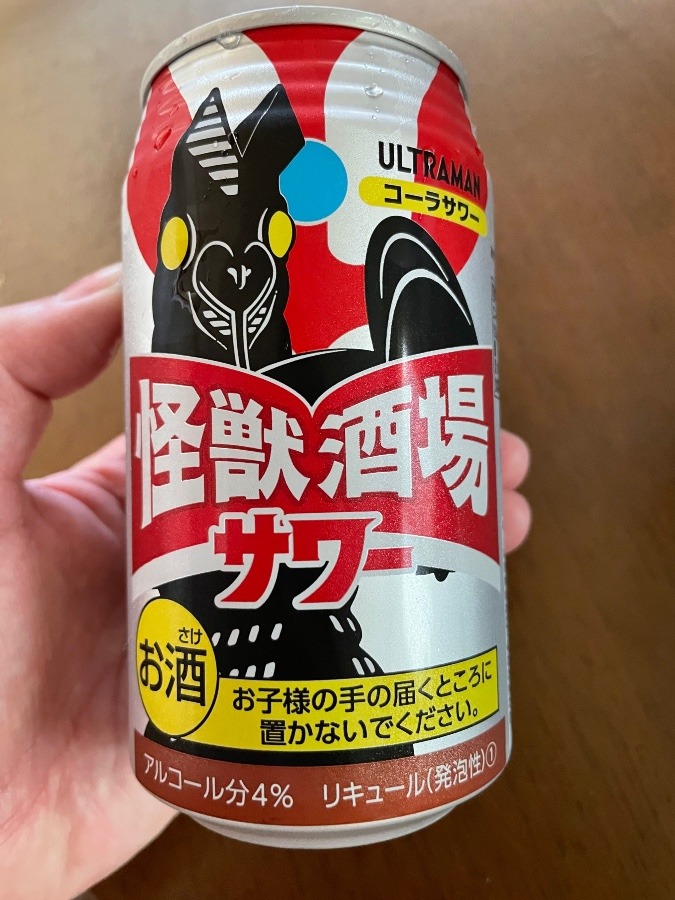 ULTRAMAN
コーラサワー
怪獣酒場
サワー
さけ
お酒
お子様の手の届くところに
置かないでください。
アルコール分4% リキュール(発泡性)①